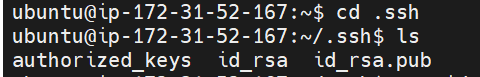 ubuntu@ip-172-31-52-167:~$ cd .ssh
ubuntu@ip-172-31-52-167:~/.ssh$ ls
authorized_keys  id_rsa  id_rsa.pub